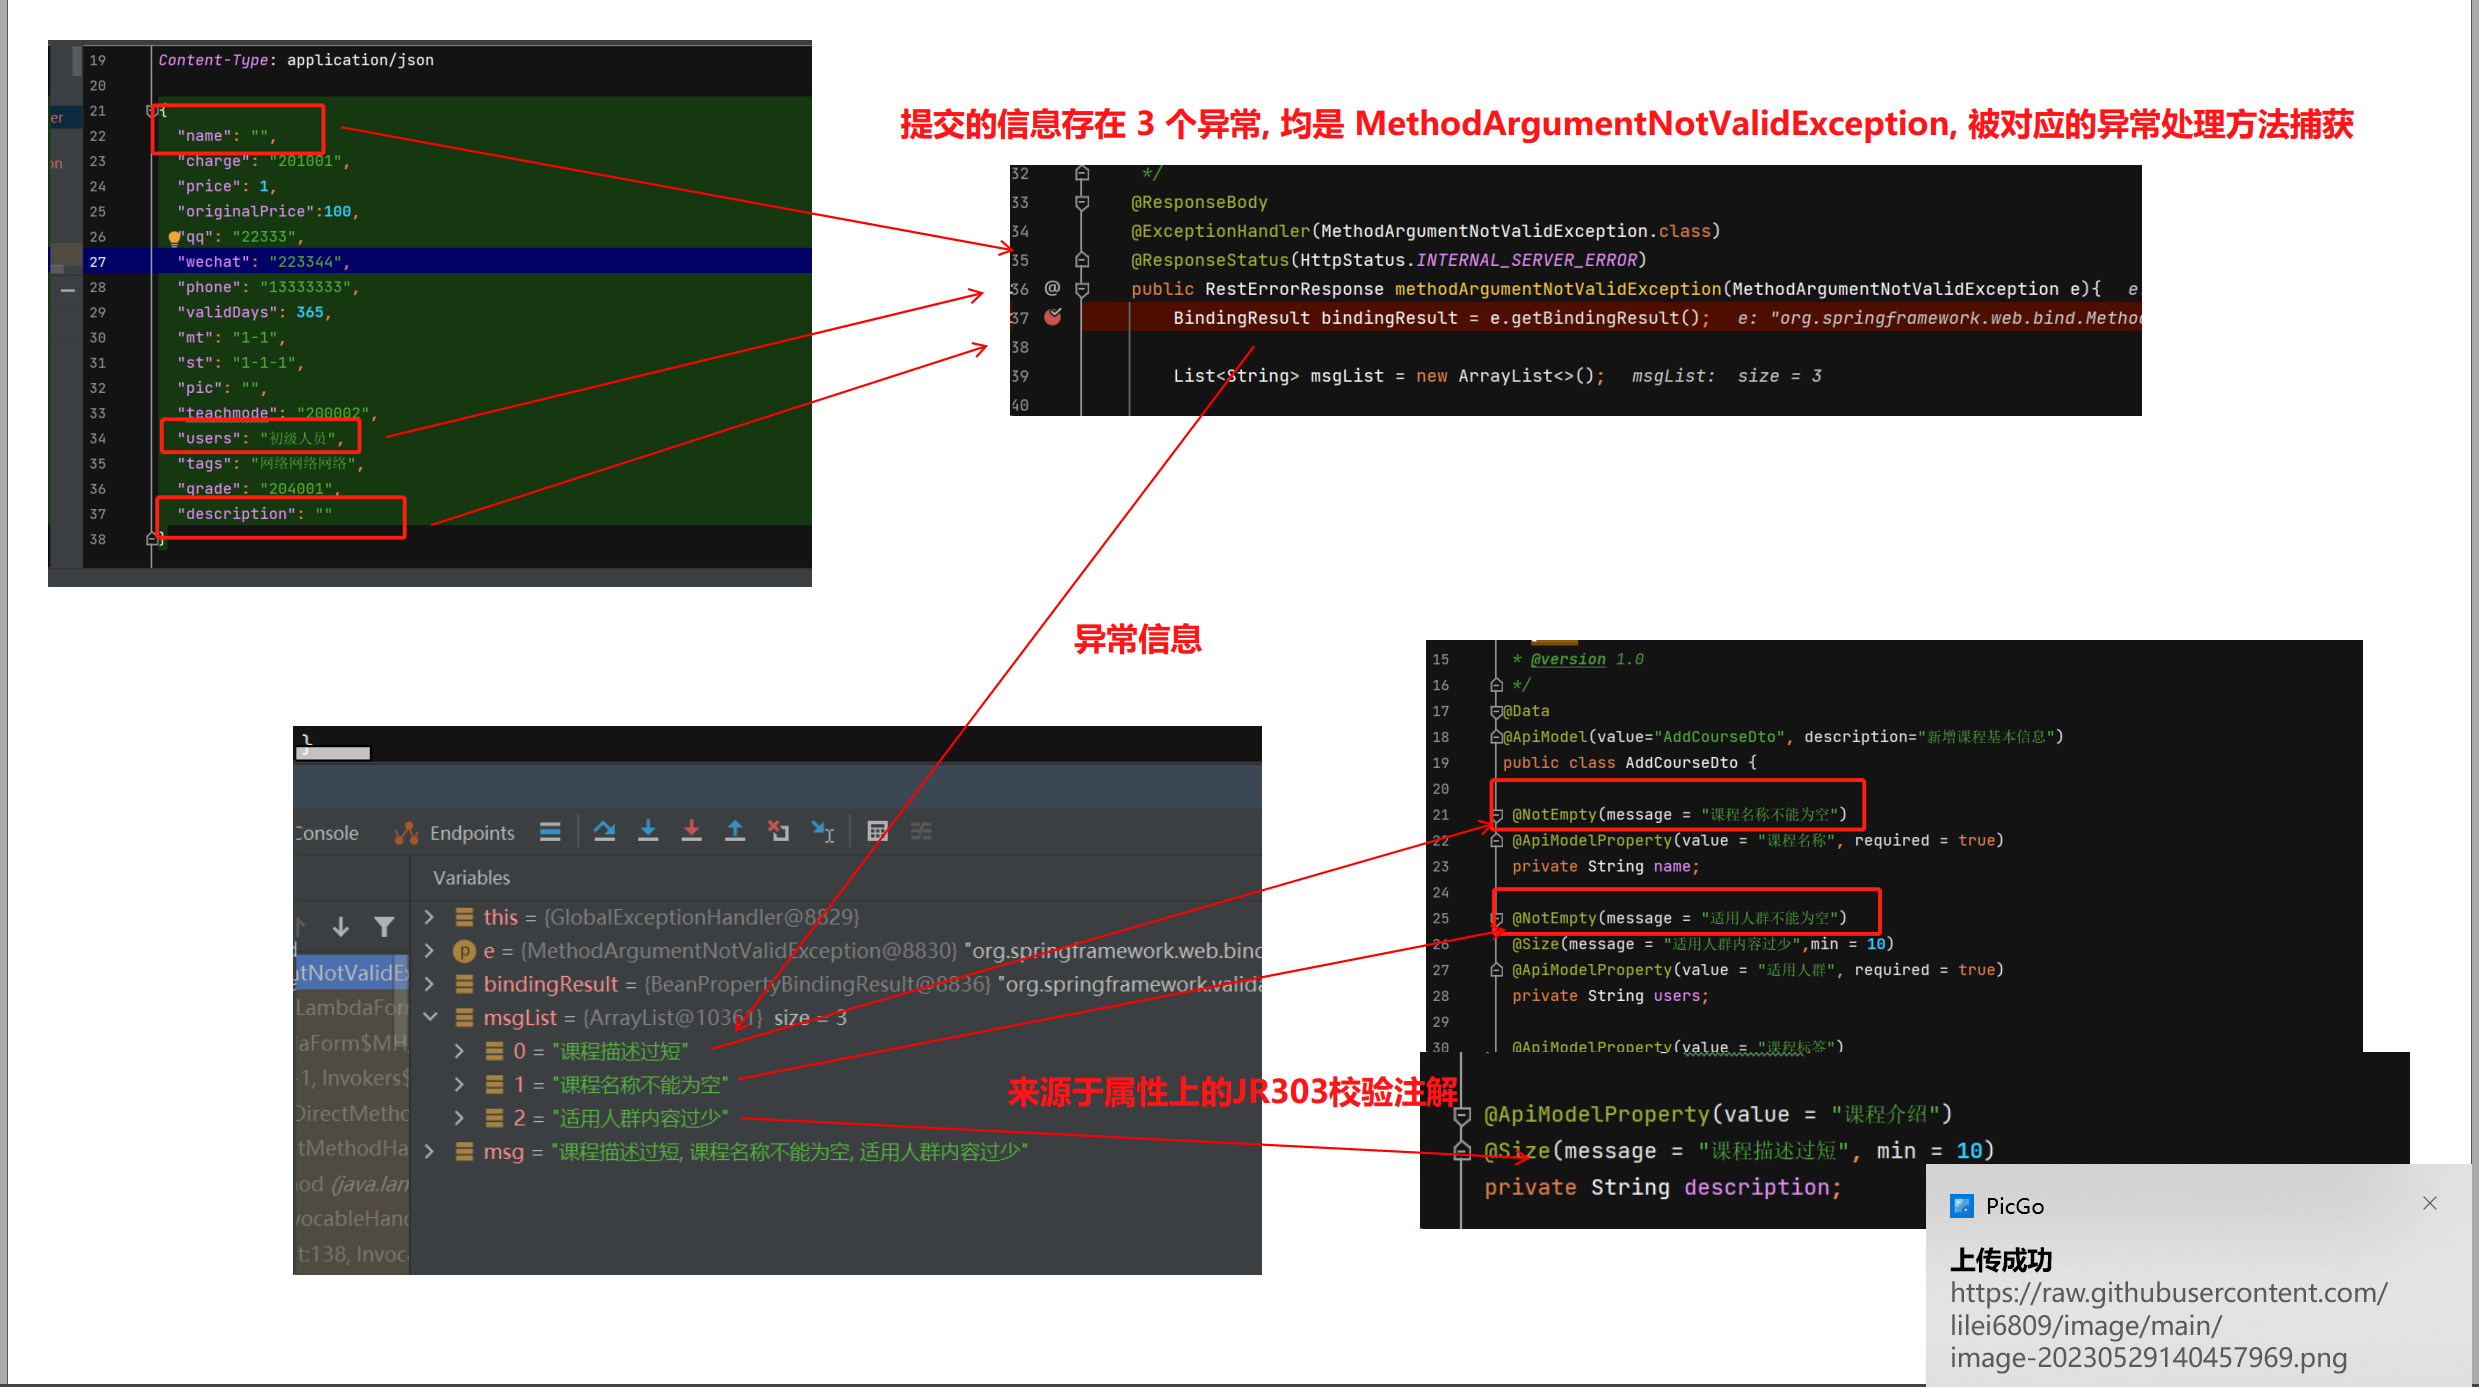 19 Content-Type: application/json
20
21 {
22 "name": "",
23 "charge": "201001",
24 "price": 1,
25 "originalPrice":100,
26 "qq": "22333",
27 "wechat": "223344",
28 "phone": "13333333",
29 "validDays": 365,
30 "mt": "1-1",
31 "st": "1-1-1",
32 "pic": "",
33 "teachmode": "200002",
34 "users": "初级人员",
35 "tags": "网络网络网络",
36 "grade": "204001",
37 "description": ""
38 }
er
on
提交的信息存在 3 个异常, 均是 MethodArgumentNotValidException, 被对应的异常处理方法捕获
32 */
33 @ResponseBody
34 @ExceptionHandler(MethodArgumentNotValidException.class)
35 @ResponseStatus(HttpStatus.INTERNAL_SERVER_ERROR)
36 @ public RestErrorResponse methodArgumentNotValidException(MethodArgumentNotValidException e){ e
37 BindingResult bindingResult = e.getBindingResult(); e: "org.springframework.web.bind.Metho
38
39 List<String> msgList = new ArrayList<>(); msgList: size = 3
40
异常信息
}
Console Endpoints
Variables
this = {GlobalExceptionHandler@8829}
e = {MethodArgumentNotValidException@8830} "org.springframework.web.bind
bindingResult = {BeanPropertyBindingResult@8836} "org.springframework.valida
msgList = {ArrayList@10361} size = 3
0 = "课程描述过短"
1 = "课程名称不能为空"
2 = "适用人群内容过少"
msg = "课程描述过短, 课程名称不能为空, 适用人群内容过少"
tNotValidEx
LambdaForm
aForm$MH
-1, Invokers$
DirectMetho
tMethodHa
od (java.lan
vocableHand
t:138, Invoc
来源于属性上的JR303校验注解
15 * @version 1.0
16 */
17 @Data
18 @ApiModel(value="AddCourseDto", description="新增课程基本信息")
19 public class AddCourseDto {
20
21 @NotEmpty(message = "课程名称不能为空")
22 @ApiModelProperty(value = "课程名称", required = true)
23 private String name;
24
25 @NotEmpty(message = "适用人群不能为空")
26 @Size(message = "适用人群内容过少",min = 10)
27 @ApiModelProperty(value = "适用人群", required = true)
28 private String users;
29
30 @ApiModelProperty(value = "课程标签")
@ApiModelProperty(value = "课程介绍")
@Size(message = "课程描述过短", min = 10)
private String description;
PicGo
上传成功
https://raw.githubusercontent.com/
lilei6809/image/main/
image-20230529140457969.png